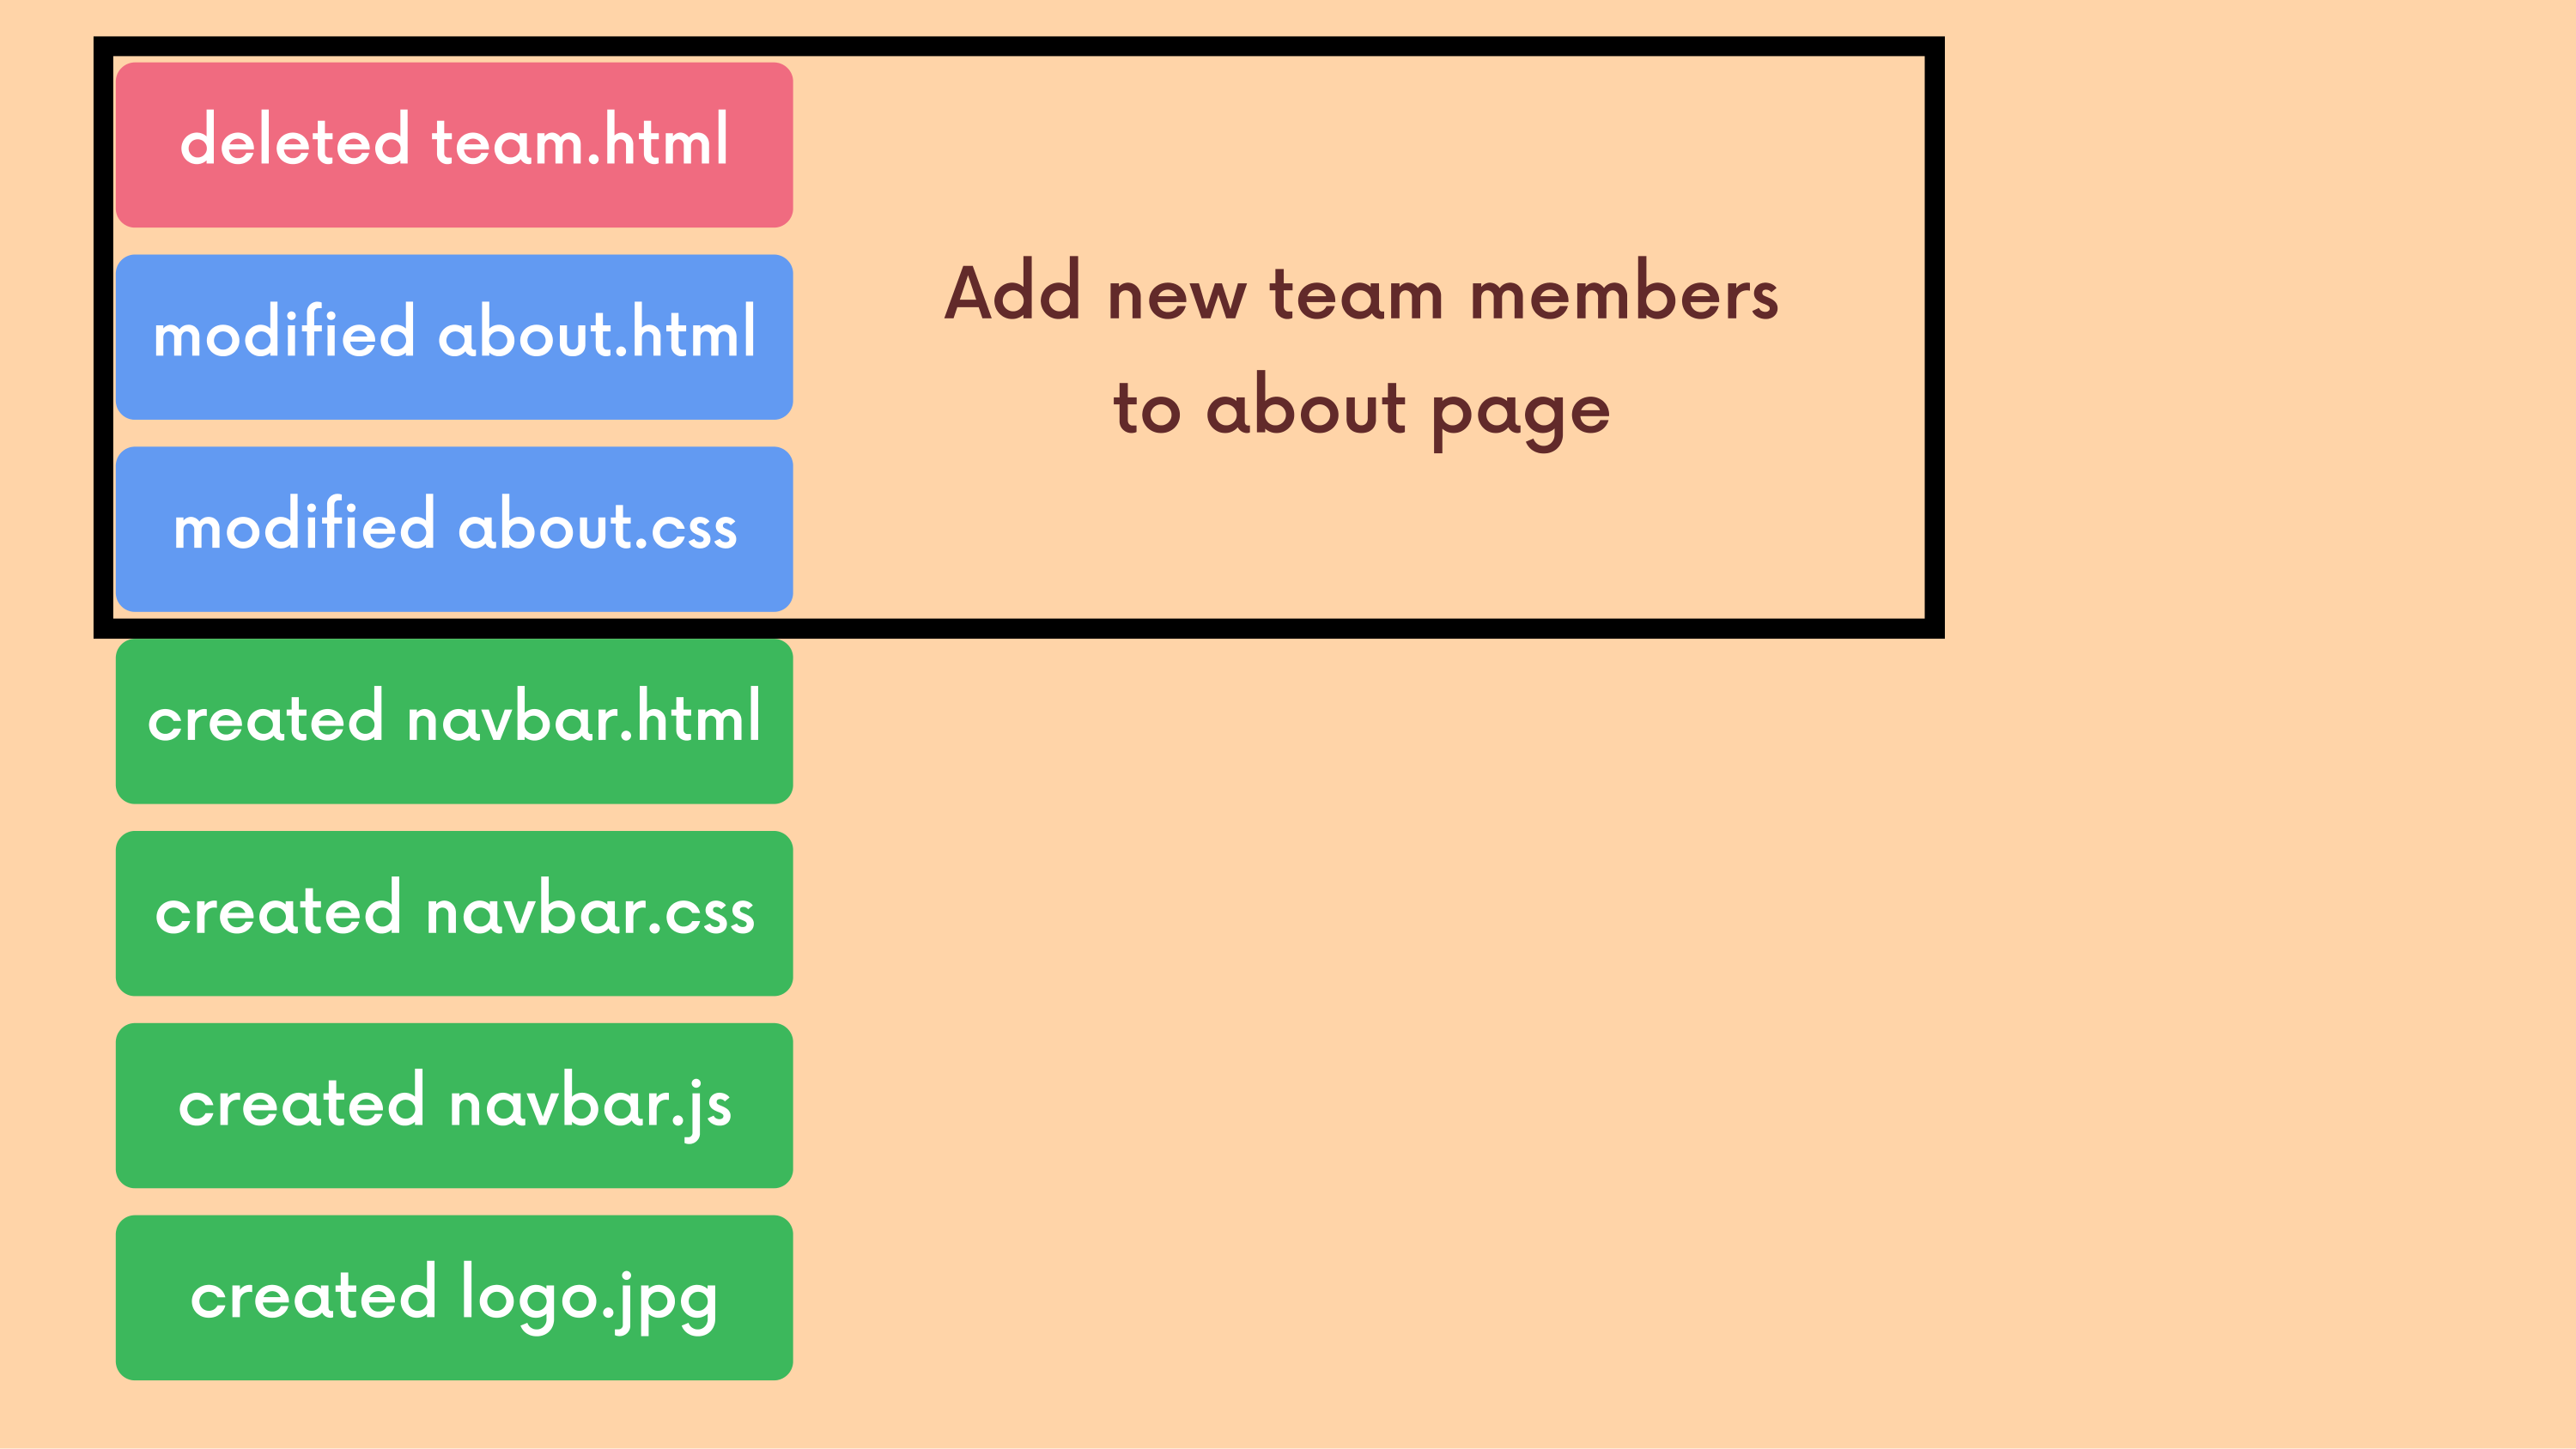 deleted team.html
modified about.html
modified about.css
Add new team members
to about page
created navbar.html
created navbar.css
created navbar.js
created logo.jpg